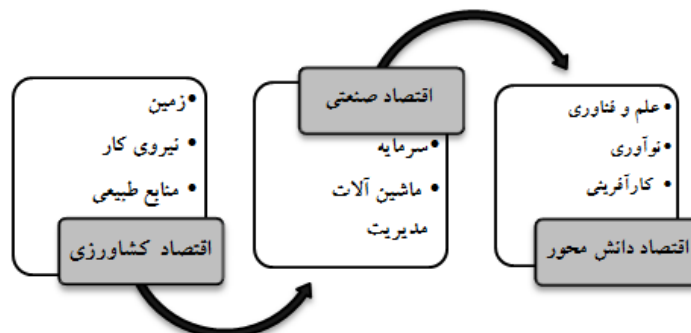 •زمین
• نیروی کار
• منابع طبیعی
اقتصاد کشاورزی
اقتصاد صنعتی
•سرمایه
• ماشین آلات
مدیریت
• علم و فناوری
•نوآوری
• کارآفرینی
اقتصاد دانش محور